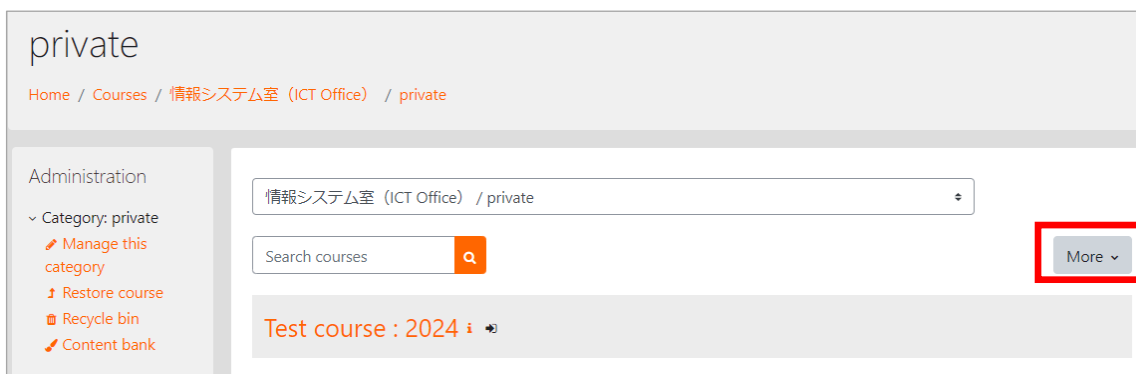 private
Home / Courses / 情報システム室（ICT Office） / private
Administration
Category: private
Manage this
category
Restore course
Recycle bin
Content bank
情報システム室（ICT Office） / private
Search courses
More
Test course : 2024